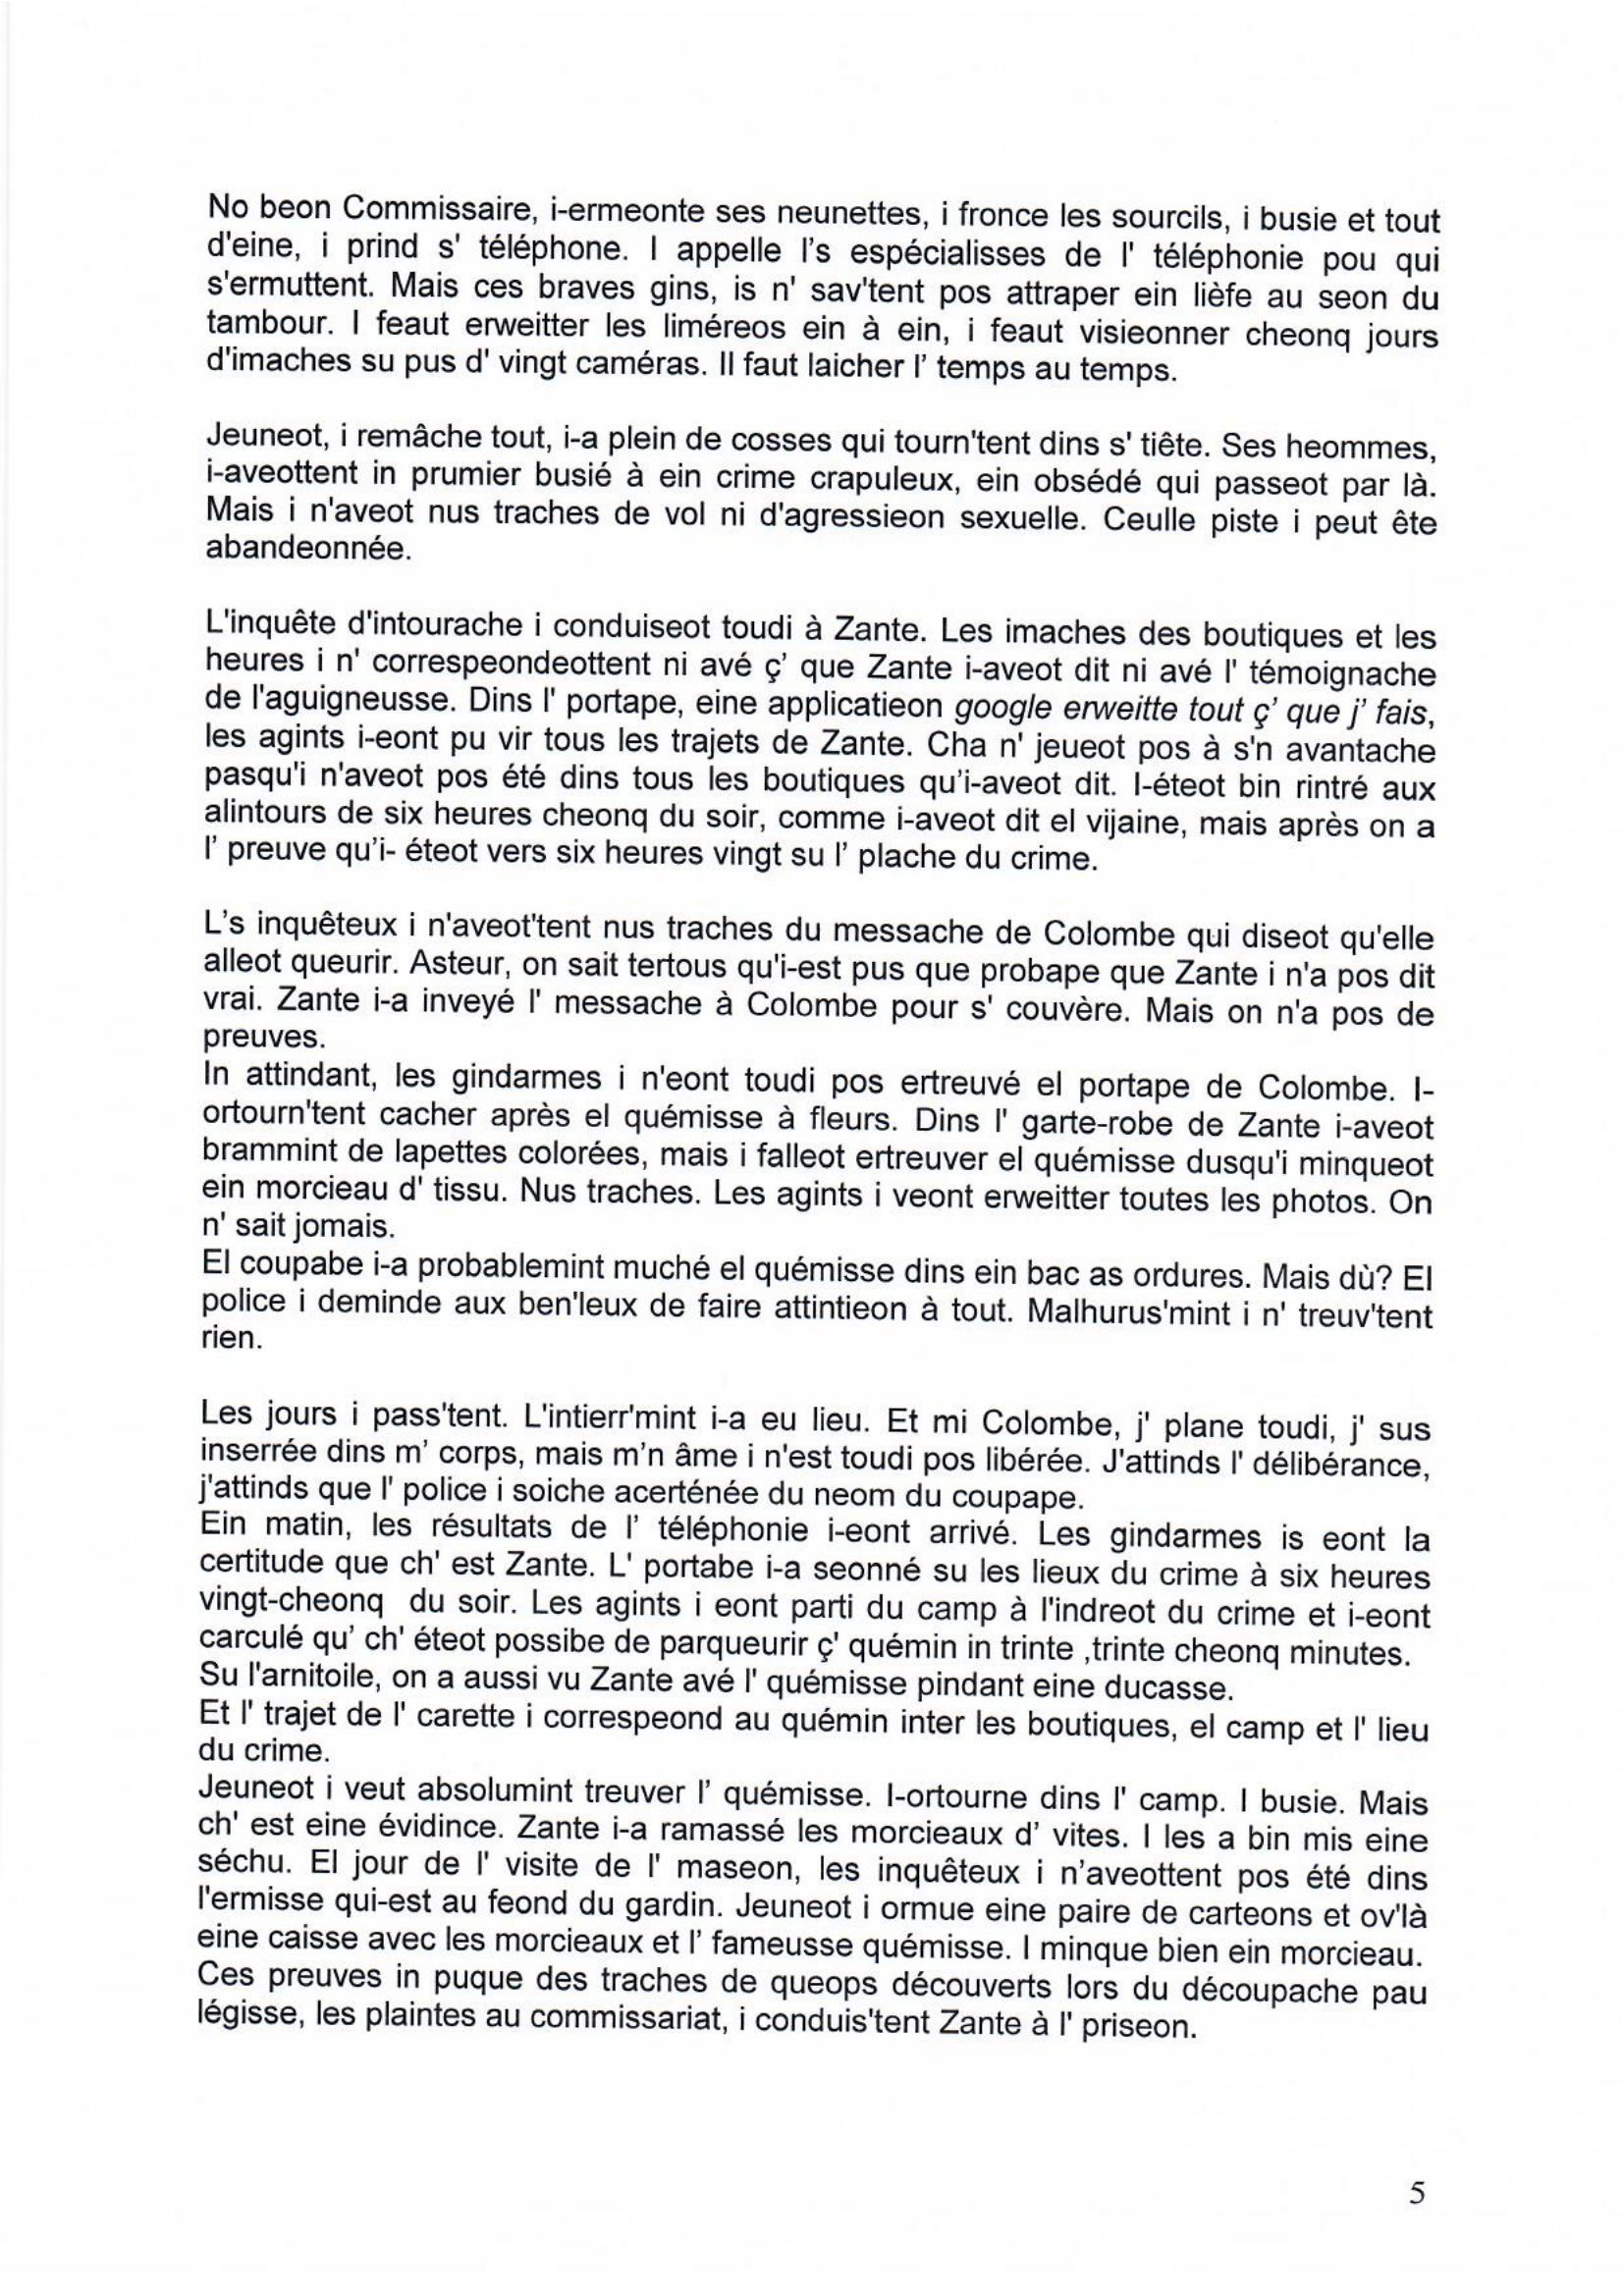 No beon Commissaire, i-ermeonte ses neunettes, i fronce les sourcils, i busie et tout
d'eine, i prind s' téléphone. I appelle l's espécialisses de l' téléphonie pou qui
s'ermuttent. Mais ces braves gins, is n' sav'tent pos attraper ein lièfe au seon du
tambour. I feaut erweitter les liméreos ein à ein, i feaut visieonner cheonq jours
d'imaches su pus d' vingt caméras. Il faut laicher l' temps au temps.
Jeuneot, i remâche tout, i-a plein de cosses qui tourn'tent dins s' tiête. Ses heommes,
i-aveottent in prumier busié à ein crime crapuleux, ein obsédé qui passeot par là.
Mais i n'aveot nus traches de vol ni d'agressieon sexuelle. Ceulle piste i peut ête
abandeonnée.
L'inquête d'intourache i conduiseot toudi à Zante. Les imaches des boutiques et les
heures i n' correspeondeottent ni avé ç' que Zante i-aveot dit ni avé l' témoignache
de l'aguigneusse. Dins l' portape, eine applicatieon google erweitte tout ç' que j' fais,
les agints i-eont pu vir tous les trajets de Zante. Cha n' jeueot pos à s'n avantache
pasqu'i n'aveot pos été dins tous les boutiques qu'i-aveot dit. I-éteot bin rintré aux
alintours de six heures cheonq du soir, comme i-aveot dit el vijaine, mais après on a
l' preuve qu'i- éteot vers six heures vingt su l' plache du crime.
L's inquêteux i n'aveot'tent nus traches du messache de Colombe qui diseot qu'elle
alleot queurir. Asteur, on sait tertous qu'i-est pus que probape que Zante i n'a pos dit
vrai. Zante i-a inveyé l' messache à Colombe pour s' couvère. Mais on n'a pos de
preuves.
In attindant, les gindarmes i n'eont toudi pos ertreuvé el portape de Colombe. I-
ortourn'tent cacher après el quémisse à fleurs. Dins l' garte-robe de Zante i-aveot
brammint de lapettes colorées, mais i falleot ertreuver el quémisse dusqu'i minqueot
ein morcieau d' tissu. Nus traches. Les agints i veont erweitter toutes les photos. On
n' sait jomais.
El coupabe i-a probablemint muché el quémisse dins ein bac as ordures. Mais dù? El
police i deminde aux ben'leux de faire attintieon à tout. Malhurus'mint i n' treuv'tent
rien.
Les jours i pass'tent. L'intierr'mint i-a eu lieu. Et mi Colombe, j' plane toudi, j' sus
inserrée dins m' corps, mais m'n âme i n'est toudi pos libérée. J'attinds l' délibérance,
j'attinds que l' police i soiche acerténée du neom du coupape.
Ein matin, les résultats de l' téléphonie i-eont arrivé. Les gindarmes is eont la
certitude que ch' est Zante. L' portabe i-a seonné su les lieux du crime à six heures
vingt-cheonq du soir. Les agints i eont parti du camp à l'indreot du crime et i-eont
carculé qu' ch' éteot possibe de parqueurir ç' quémin in trinte ,trinte cheonq minutes.
Su l'arnitoile, on a aussi vu Zante avé l' quémisse pindant eine ducasse.
Et l' trajet de l' carette i correspeond au quémin inter les boutiques, el camp et l' lieu
du crime.
Jeuneot i veut absolumint treuver l' quémisse. I-ortourne dins l' camp. I busie. Mais
ch' est eine évidince. Zante i-a ramassé les morcieaux d' vites. I les a bin mis eine
séchu. El jour de l' visite de l' maseon, les inquêteux i n'aveottent pos été dins
l'ermisse qui-est au feond du gardin. Jeuneot i ormue eine paire de carteons et ov'là
eine caisse avec les morcieaux et l' fameusse quémisse. I minque bien ein morcieau.
Ces preuves in puque des traches de queops découverts lors du découpache pau
légisse, les plaintes au commissariat, i conduis'tent Zante à l' priseon.
5